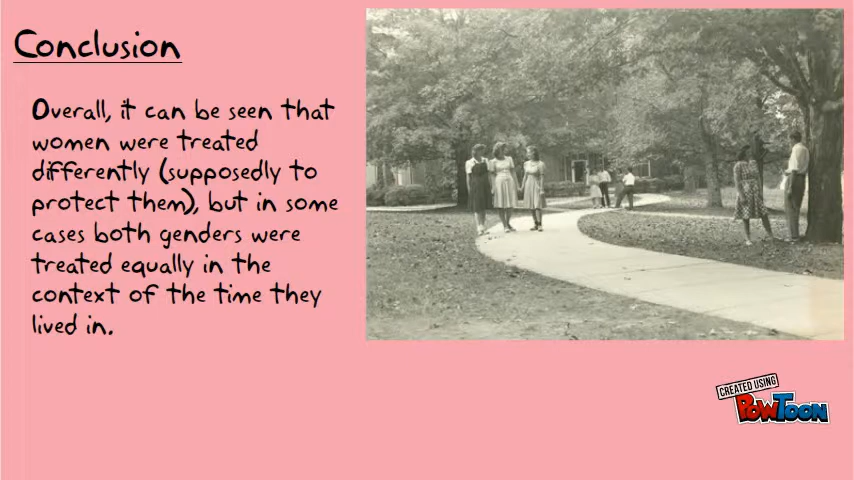 Conclusion
Overall, it can be seen that
women were treated
differently (supposedly to
protect them), but in some
cases both genders were
treated equally in the
context of the time they
lived in.
CREATED USING
POWTOON